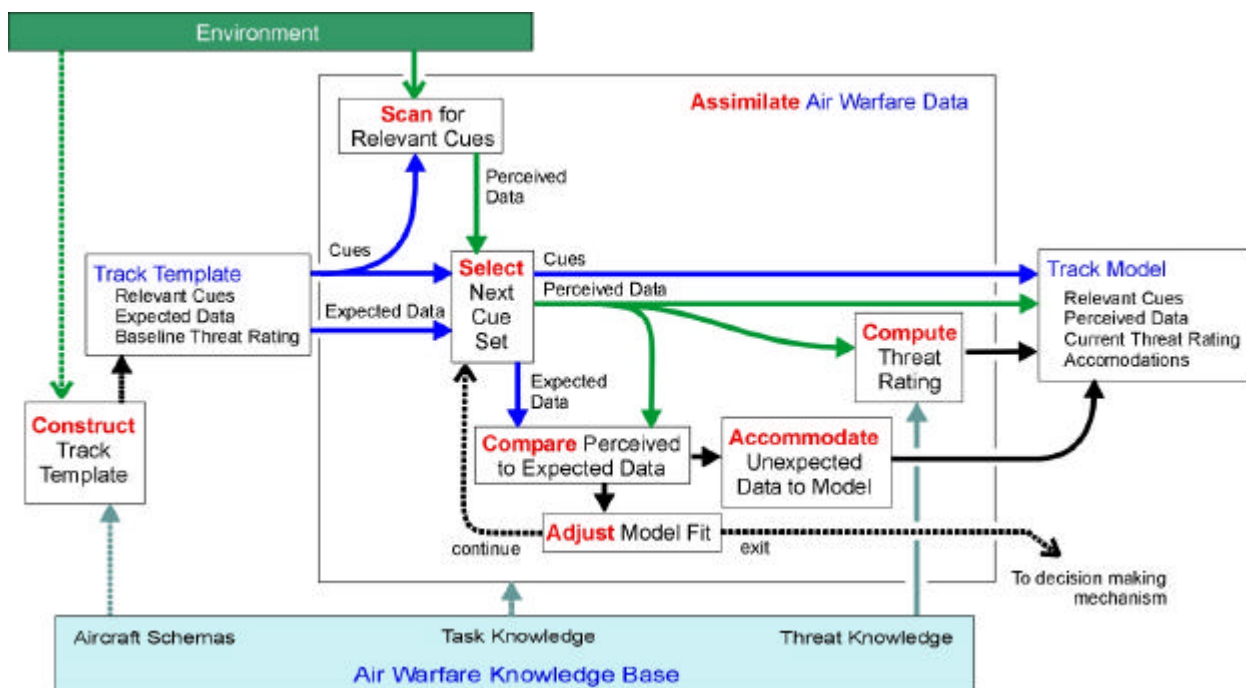 Environment
Assimilate Air Warfare Data
Scan for
Relevant Cues
Perceived
Data
Cues
Track Template
Relevant Cues
Expected Data
Baseline Threat Rating
Expected Data
Select
Next
Cue
Set
Cues
Perceived Data
Track Model
Relevant Cues
Perceived Data
Current Threat Rating
Accomodations
Compute
Threat
Rating
Expected
Data
Construct
Track
Template
Compare Perceived
to Expected Data
Accommodate
Unexpected
Data to Model
Adjust Model Fit
continue
exit
To decision making
mechanism
Aircraft Schemas
Task Knowledge
Threat Knowledge
Air Warfare Knowledge Base